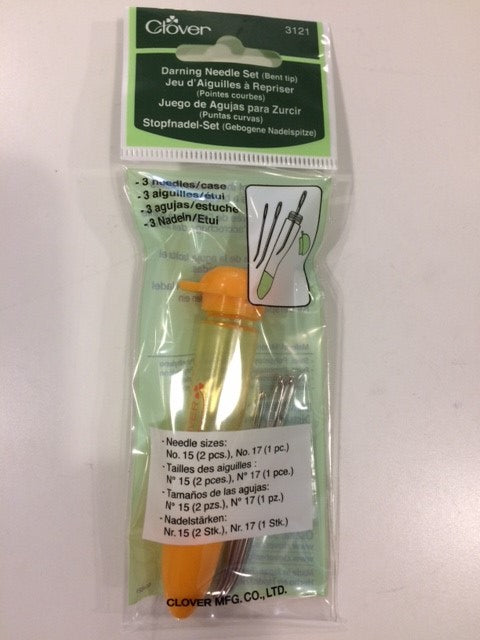 Clover
3121
Darning Needle Set (Bent tip)
Jeu d'Aiguilles à Repriser
(Pointes courbes)
Juego de Agujas para Zurcir
(Puntas curvas)
Stopfnadel-Set (Gebogene Nadelspitze)
- 3 needles/case
- 3 aiguilles/étui
- 3 agujas/estuche
- 3 Nadeln/Etui
· Needle sizes:
No. 15 (2 pcs.), No. 17 (1 pc.)
· Tailles des aiguilles :
N° 15 (2 pces.), N° 17 (1 pce.)
· Tamaños de las agujas:
N° 15 (2 pzs.), N° 17 (1 pz.)
· Nadelstärken:
Nr. 15 (2 Stk.), Nr. 17 (1 Stk.)
CLOVER MFG. CO., LTD.